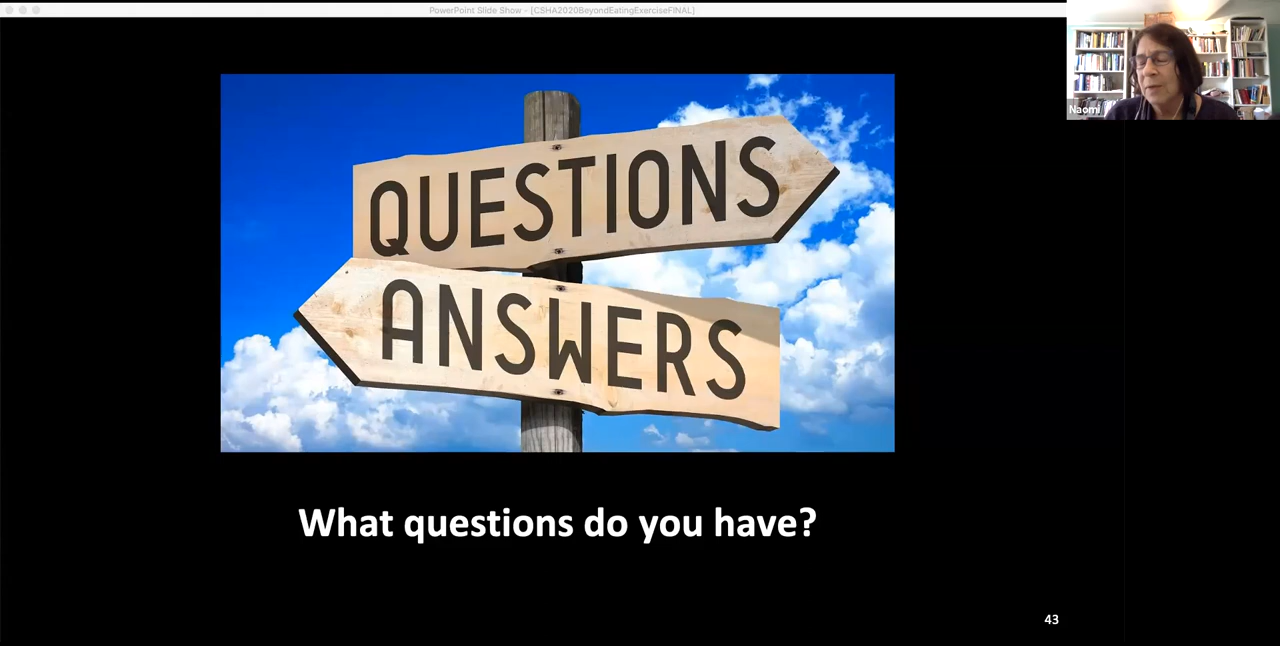 PowerPoint Slide Show - [CSHA2020BeyondEatingExerciseFINAL]
Naomi
QUESTIONS
ANSWERS
What questions do you have?
43